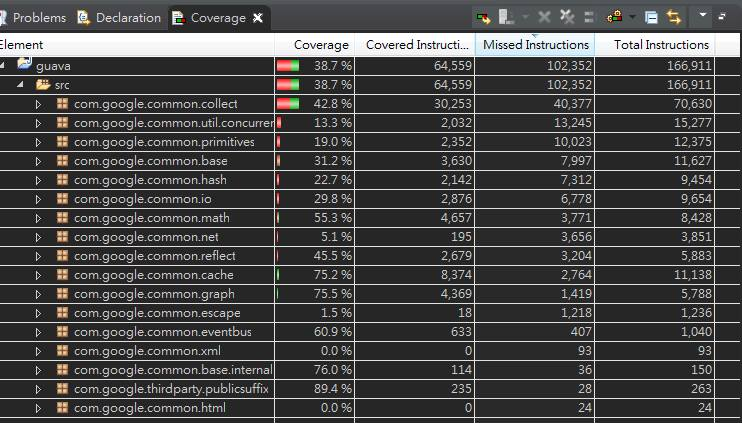 Problems Declaration Coverage
Element Coverage Covered Instructi... Missed Instructions Total Instructions
guava 38.7 % 64,559 102,352 166,911
src 38.7 % 64,559 102,352 166,911
com.google.common.collect 42.8 % 30,253 40,377 70,630
com.google.common.util.concurren 13.3 % 2,032 13,245 15,277
com.google.common.primitives 19.0 % 2,352 10,023 12,375
com.google.common.base 31.2 % 3,630 7,997 11,627
com.google.common.hash 22.7 % 2,142 7,312 9,454
com.google.common.io 29.8 % 2,876 6,778 9,654
com.google.common.math 55.3 % 4,657 3,771 8,428
com.google.common.net 5.1 % 195 3,656 3,851
com.google.common.reflect 45.5 % 2,679 3,204 5,883
com.google.common.cache 75.2 % 8,374 2,764 11,138
com.google.common.graph 75.5 % 4,369 1,419 5,788
com.google.common.escape 1.5 % 18 1,218 1,236
com.google.common.eventbus 60.9 % 633 407 1,040
com.google.common.xml 0.0 % 0 93 93
com.google.common.base.internal 76.0 % 114 36 150
com.google.thirdparty.publicsuffix 89.4 % 235 28 263
com.google.common.html 0.0 % 0 24 24